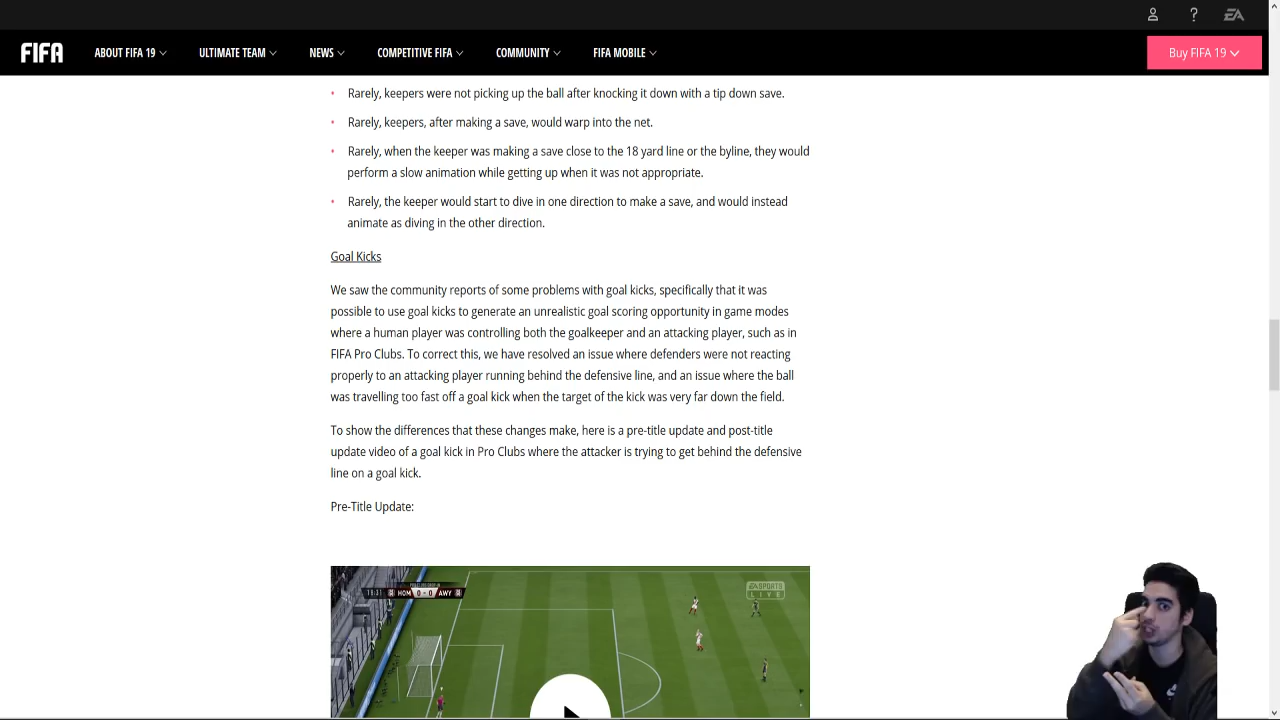 EA
FIFA ABOUT FIFA 19 ULTIMATE TEAM NEWS COMPETITIVE FIFA COMMUNITY FIFA MOBILE Buy FIFA 19
Rarely, keepers were not picking up the ball after knocking it down with a tip down save.
Rarely, keepers, after making a save, would warp into the net.
Rarely, when the keeper was making a save close to the 18 yard line or the byline, they would
perform a slow animation while getting up when it was not appropriate.
Rarely, the keeper would start to dive in one direction to make a save, and would instead
animate as diving in the other direction.
Goal Kicks
We saw the community reports of some problems with goal kicks, specifically that it was
possible to use goal kicks to generate an unrealistic goal scoring opportunity in game modes
where a human player was controlling both the goalkeeper and an attacking player, such as in
FIFA Pro Clubs. To correct this, we have resolved an issue where defenders were not reacting
properly to an attacking player running behind the defensive line, and an issue where the ball
was travelling too fast off a goal kick when the target of the kick was very far down the field.
To show the differences that these changes make, here is a pre-title update and post-title
update video of a goal kick in Pro Clubs where the attacker is trying to get behind the defensive
line on a goal kick.
Pre-Title Update:
HOM 0 - 0 AWY
EA SPORTS
LIVE